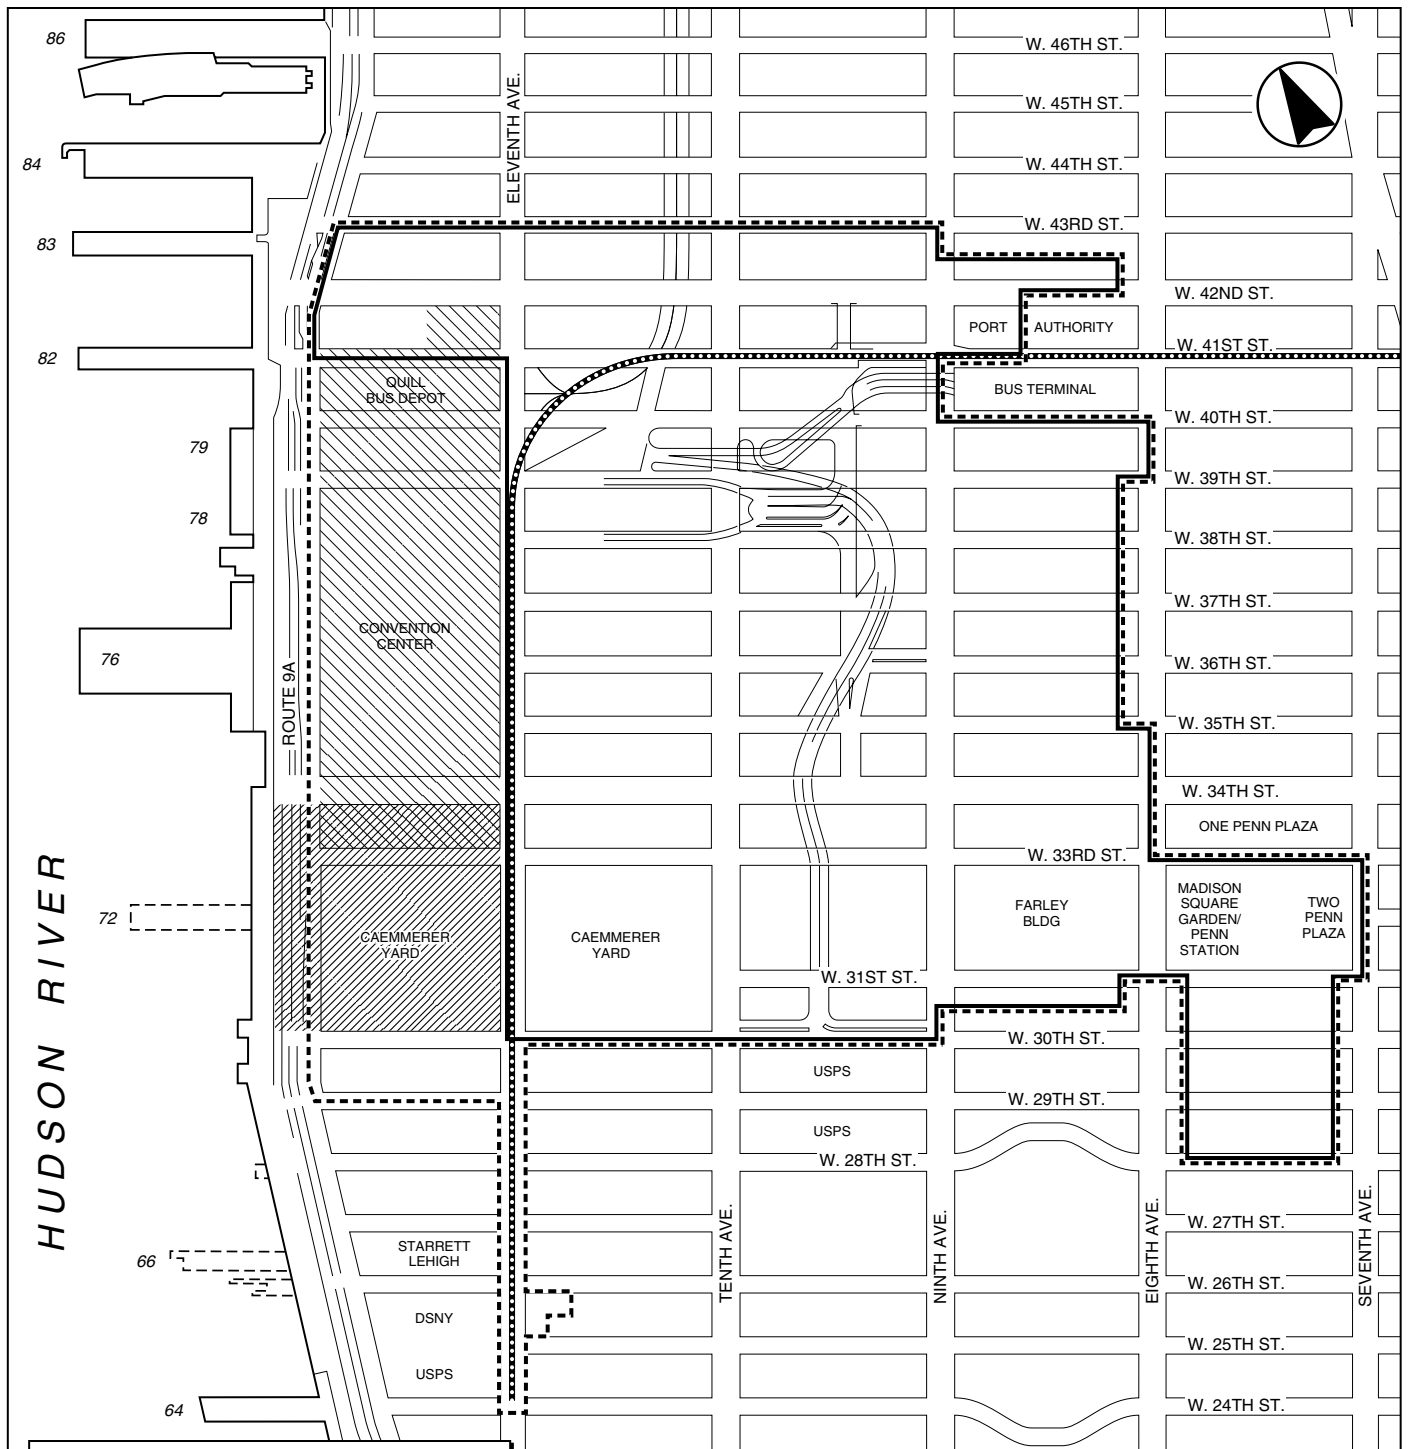 86
W. 46TH ST.
ELEVENTH AVE.
W. 45TH ST.
84
W. 44TH ST.
83
W. 43RD ST.
W. 42ND ST.
PORT
AUTHORITY
82
W. 41ST ST.
QUILL
BUS DEPOT
BUS TERMINAL
W. 40TH ST.
79
W. 39TH ST.
78
W. 38TH ST.
W. 37TH ST.
CONVENTION
CENTER
76
W. 36TH ST.
ROUTE 9A
W. 35TH ST.
W. 34TH ST.
ONE PENN PLAZA
W. 33RD ST.
HUDSON RIVER
72
CAEMMERER
YARD
CAEMMERER
YARD
FARLEY
BLDG
MADISON
SQUARE
GARDEN/
PENN
STATION
TWO
PENN
PLAZA
W. 31ST ST.
W. 30TH ST.
USPS
W. 29TH ST.
USPS
W. 28TH ST.
W. 27TH ST.
STARRETT
LEHIGH
66
TENTH AVE.
NINTH AVE.
EIGHTH AVE.
SEVENTH AVE.
W. 26TH ST.
DSNY
W. 25TH ST.
USPS
64
W. 24TH ST.